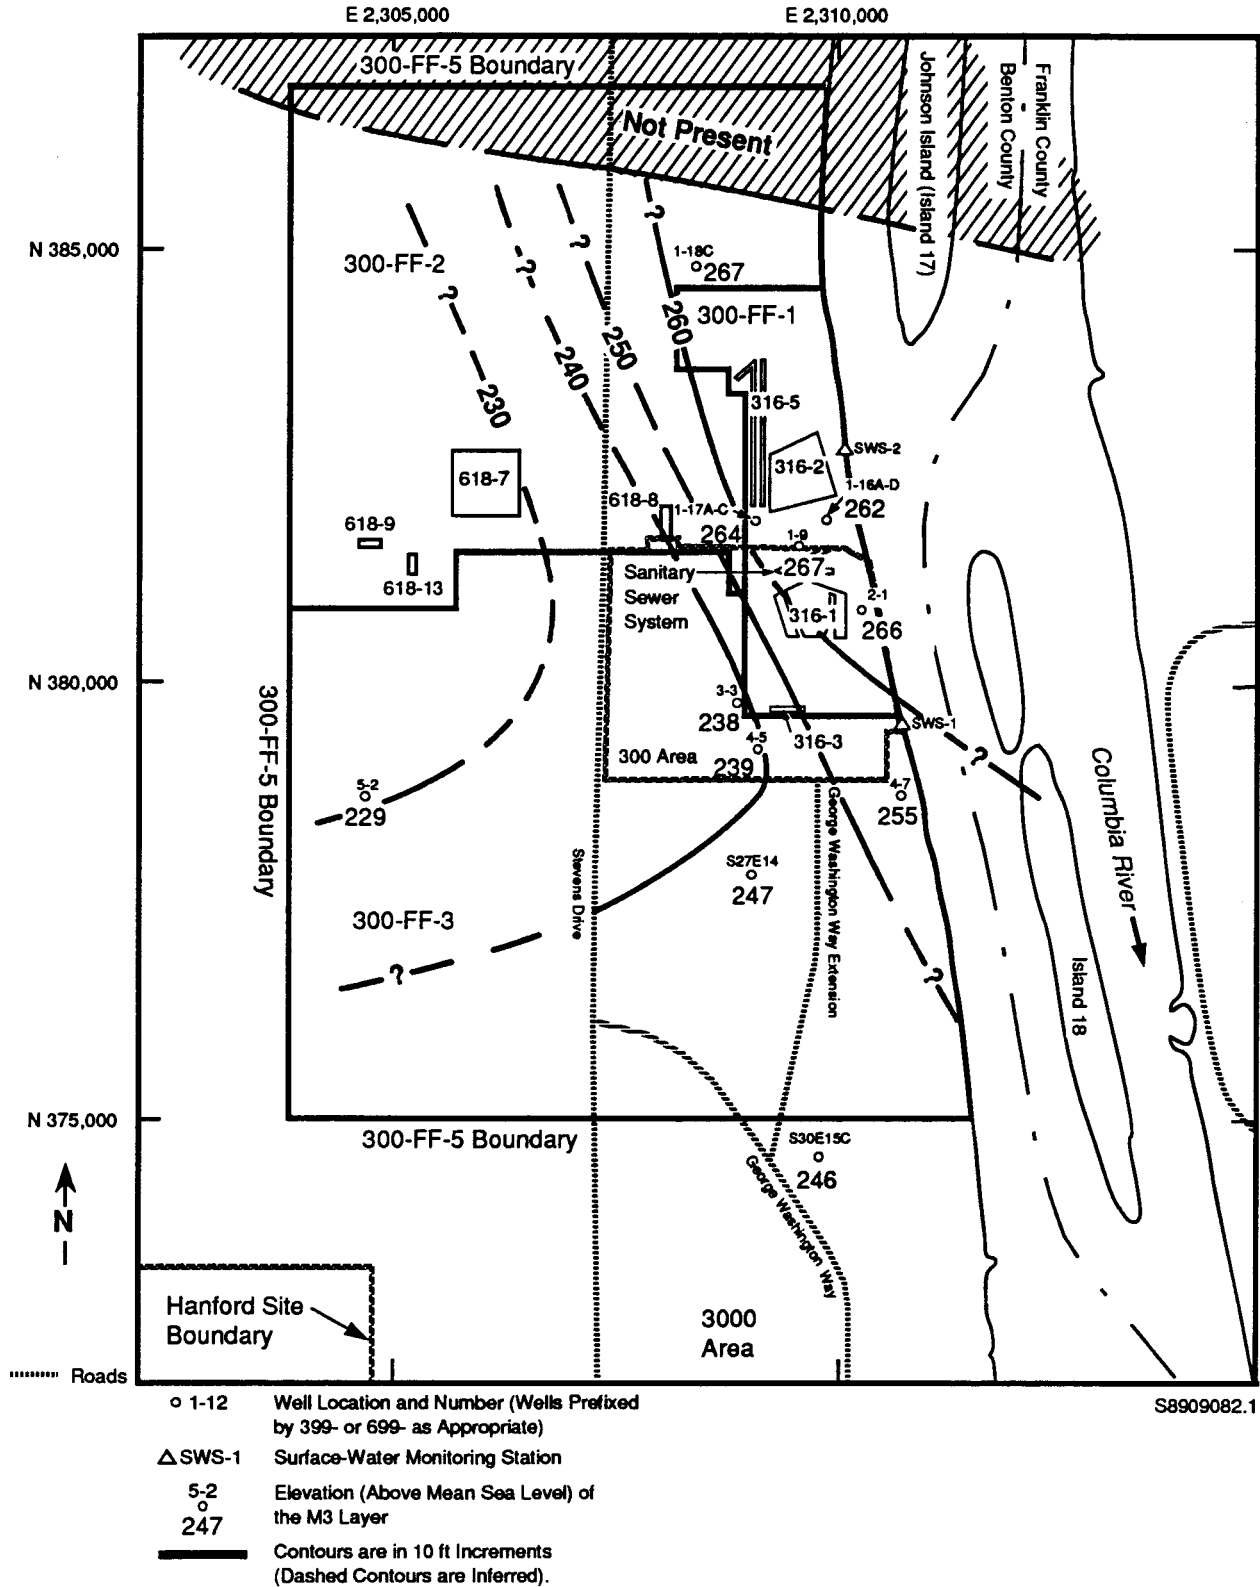 E 2,305,000
E 2,310,000
300-FF-5 Boundary
Not Present
Johnson Island (Island 17)
Benton County
Franklin County
N 385,000
300-FF-2
?
?
?
?
1-18C
267
300-FF-1
260
250
240
230
316-5
316-2
SWS-2
1-16A-D
262
618-7
618-8
1-17A-C
264
1-9
618-9
618-13
267
Sanitary
Sewer
System
316-1
2-1
266
N 380,000
3-3
238
316-3
SWS-1
4-5
239
300 Area
?
4-7
255
5-2
229
300-FF-5 Boundary
Columbia River
S27E14
247
Stevens Drive
George Washington Way Extension
300-FF-3
?
?
Island 18
N 375,000
300-FF-5 Boundary
S30E15C
246
George Washington Way
N
Hanford Site
Boundary
3000
Area
Roads
S8909082.1
1-12
Well Location and Number (Wells Prefixed
by 399- or 699- as Appropriate)
SWS-1
Surface-Water Monitoring Station
5-2
247
Elevation (Above Mean Sea Level) of
the M3 Layer
Contours are in 10 ft Increments
(Dashed Contours are Inferred).